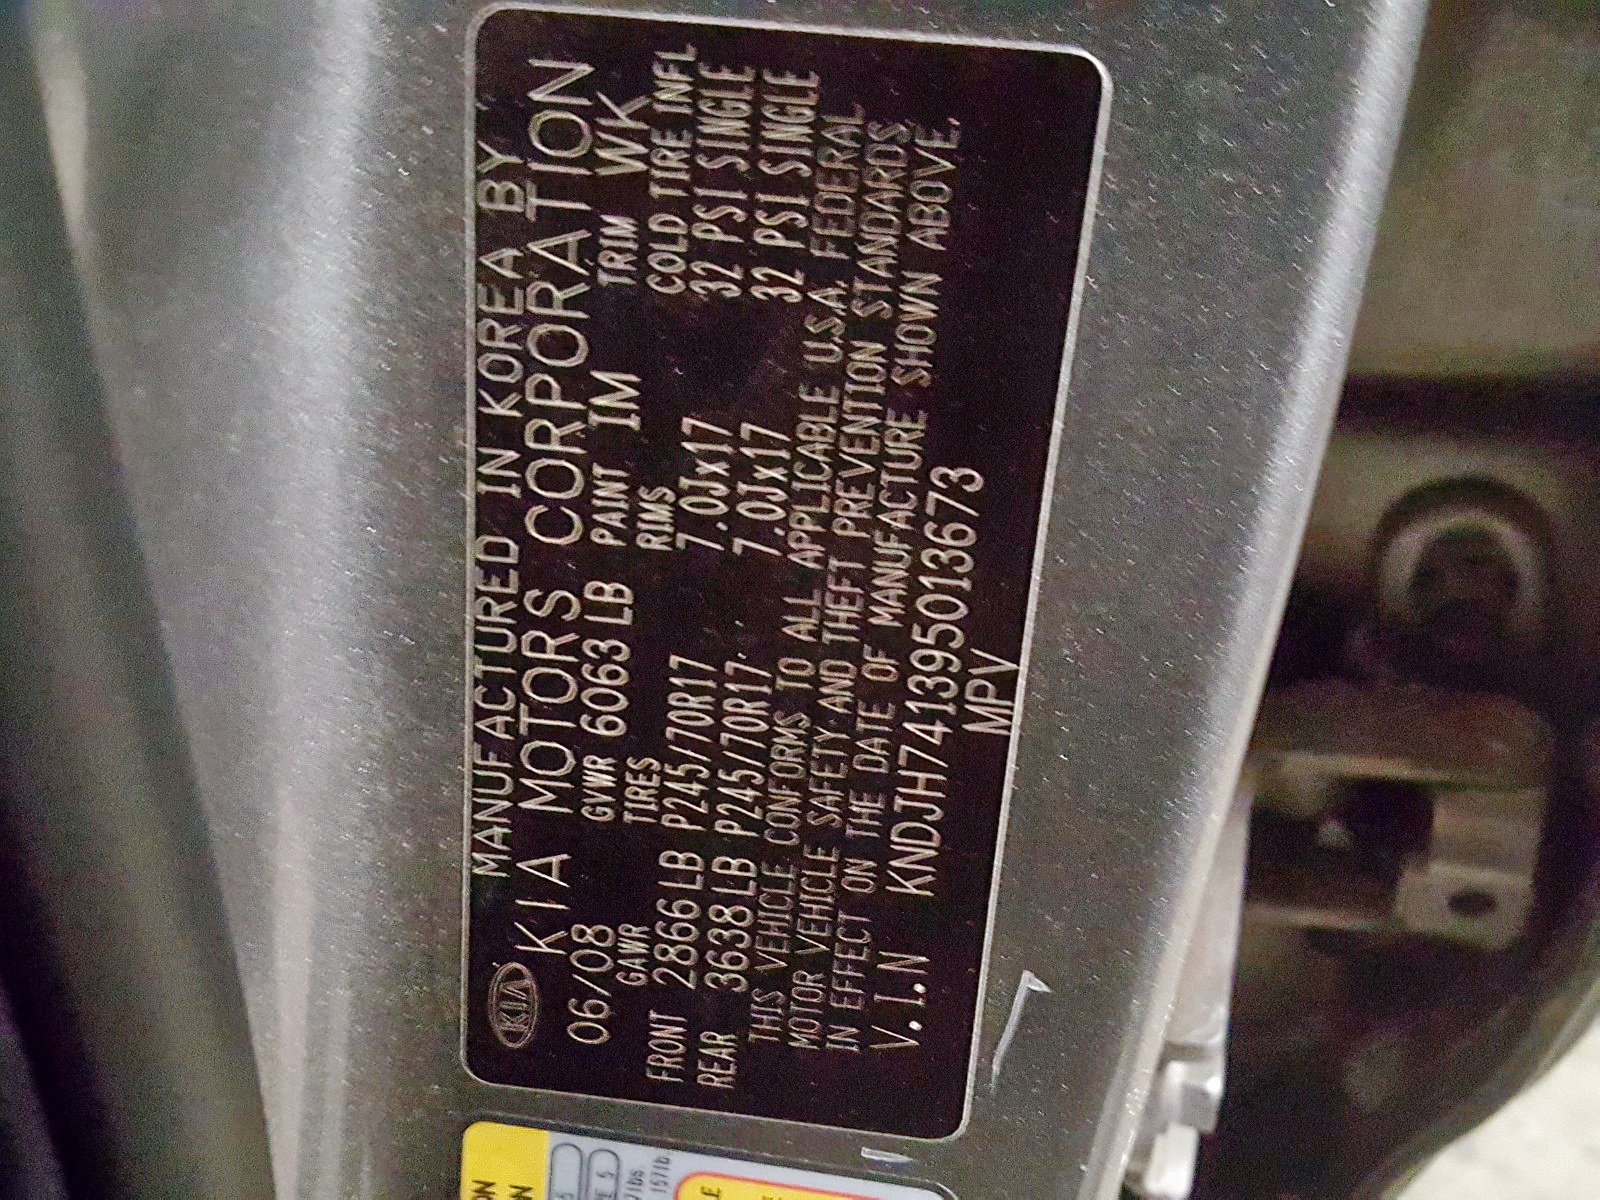 MANUFACTURED IN KOREA BY
KIA KIA MOTORS CORPORATION
06/08 GVWR 6063 LB PAINT IM TRIM WK
GAWR TIRES RIMS COLD TIRE INFL
FRONT 2866 LB P245/70R17 7.0Jx17 32 PSI SINGLE
REAR 3638 LB P245/70R17 7.0Jx17 32 PSI SINGLE
THIS VEHICLE CONFORMS TO ALL APPLICABLE U.S.A. FEDERAL
MOTOR VEHICLE SAFETY AND THEFT PREVENTION STANDARDS
IN EFFECT ON THE DATE OF MANUFACTURE SHOWN ABOVE.
V.I.N KNDJH741395013673
MPV